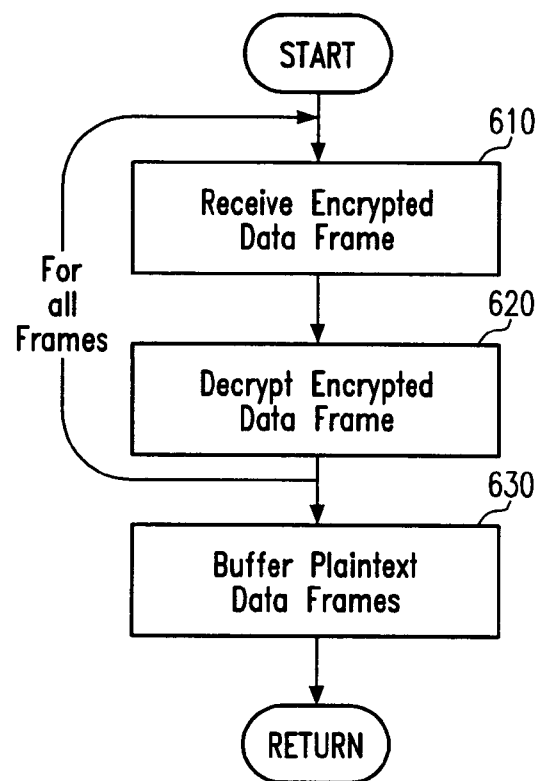 START
610
Receive Encrypted
Data Frame
For
all
Frames
620
Decrypt Encrypted
Data Frame
630
Buffer Plaintext
Data Frames
RETURN